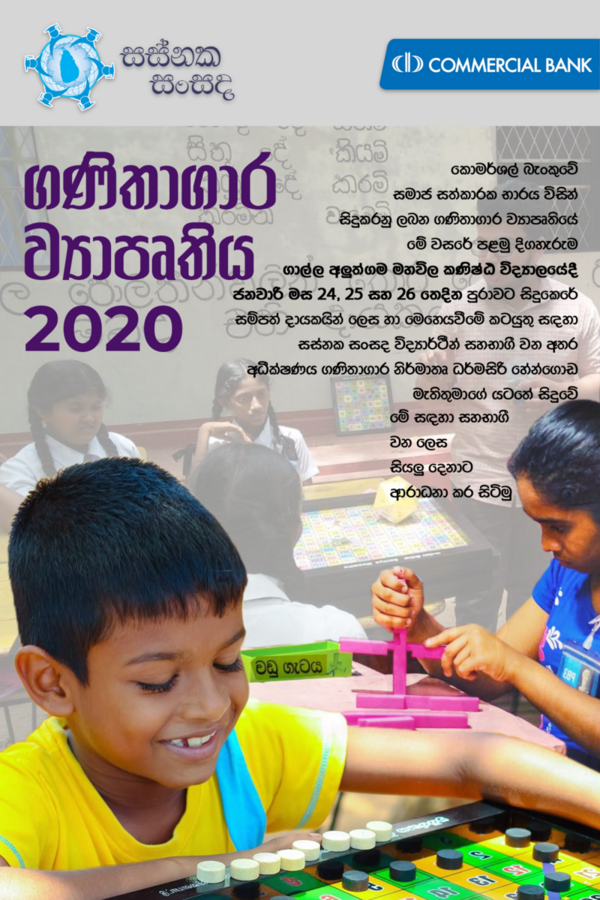 සස්නක
සංසද
COMMERCIAL BANK
ගණිතාගාර
ව්‍යාපෘතිය
2020
කොමර්ශල් බැංකුවේ
සමාජ සත්කාරක භාරය විසින්
සිදුකරනු ලබන ගණිතාගාර ව්‍යාපෘතියේ
මේ වසරේ පළමු දිගහැරුම
ගාල්ල අලුත්ගම මහවිල කණිෂ්ඨ විද්‍යාලයේදී
ජනවාරි මස 24, 25 සහ 26 තෙදින පුරාවට සිදුකෙරේ
සම්පත් දායකයින් ලෙස හා මෙහෙයවීමේ කටයුතු සඳහා
සස්නක සංසද විද්‍යාර්ථීන් සහභාගී වන අතර
අධීක්ෂණය ගණිතාගාර නිර්මාතෘ ධර්මසිරි හේන්ගොඩ
මැතිතුමාගේ යටතේ සිදුවේ
මේ සඳහා සහභාගී
වන ලෙස
සියලු දෙනාට
ආරාධනා කර සිටිමු
වඩු ගැටය